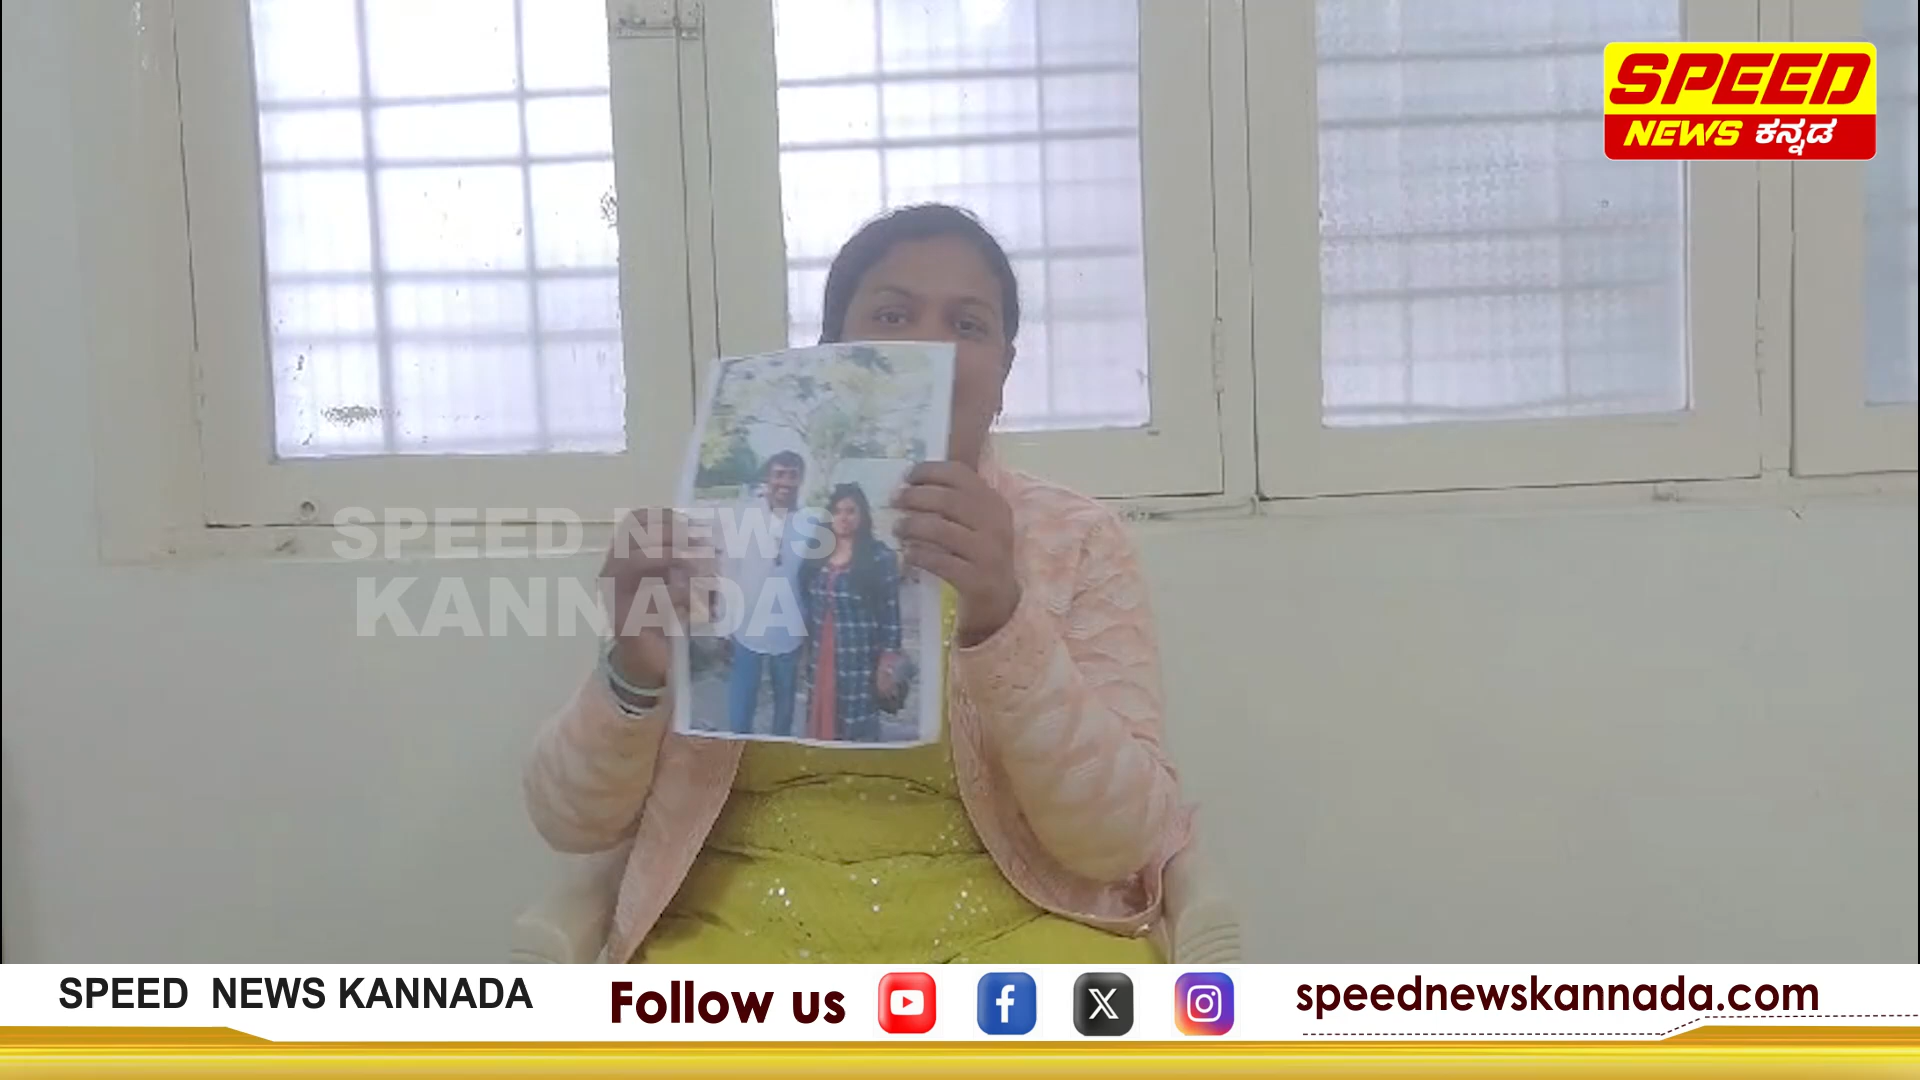 SPEED
NEWS ಕನ್ನಡ
SPEED NEWS
KANNADA
SPEED NEWS KANNADA
Follow us
speednewskannada.com